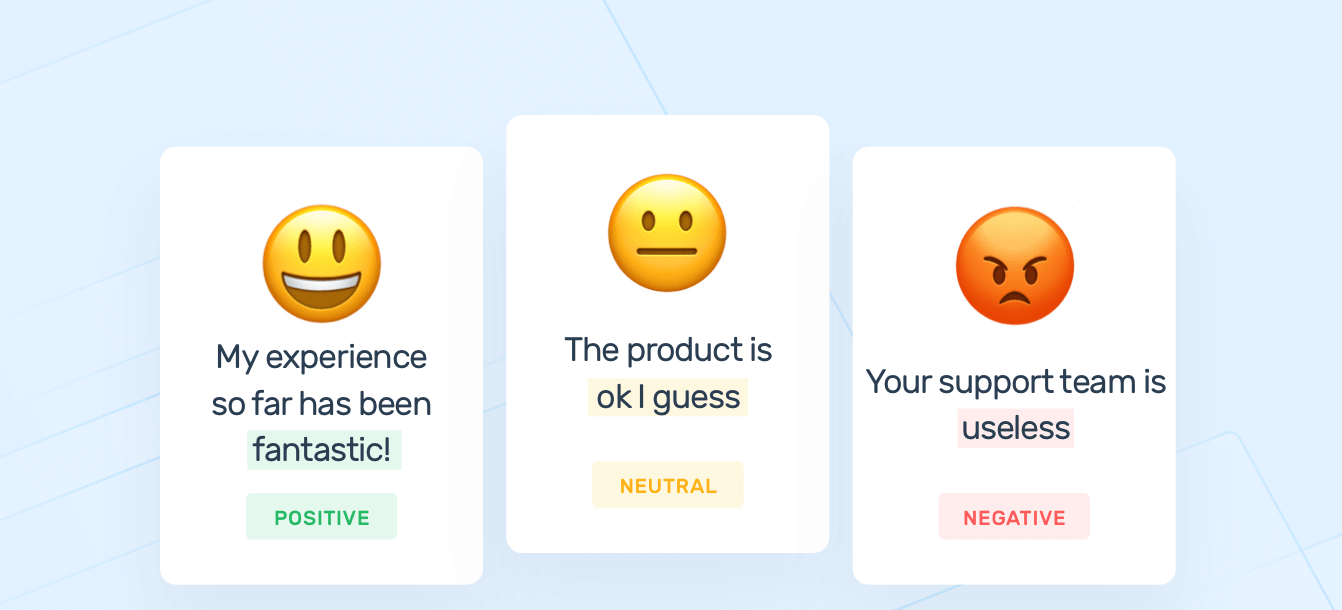 My experience
so far has been
fantastic!
POSITIVE
The product is
ok I guess
NEUTRAL
Your support team is
useless
NEGATIVE